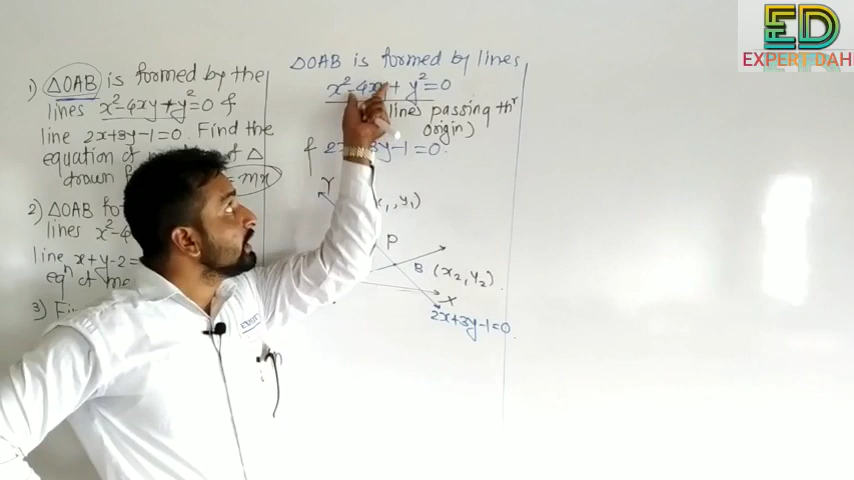 ED
EXPERT DAH
1) △OAB is formed by the
lines x²-4xy+y²=0 &
line 2x+3y-1=0. Find the
equation of
of △
drawn
= mx
2) △OAB fo
lines x²-4
line x+y-2=
eqⁿ of me
3) Fi
△OAB is formed by lines
x²-4xy+y²=0
lines passing thʳ
origin)
f 2x+3y-1=0.
Y
x₁, y₁)
P
B (x₂, y₂)
X
2x+3y-1=0.